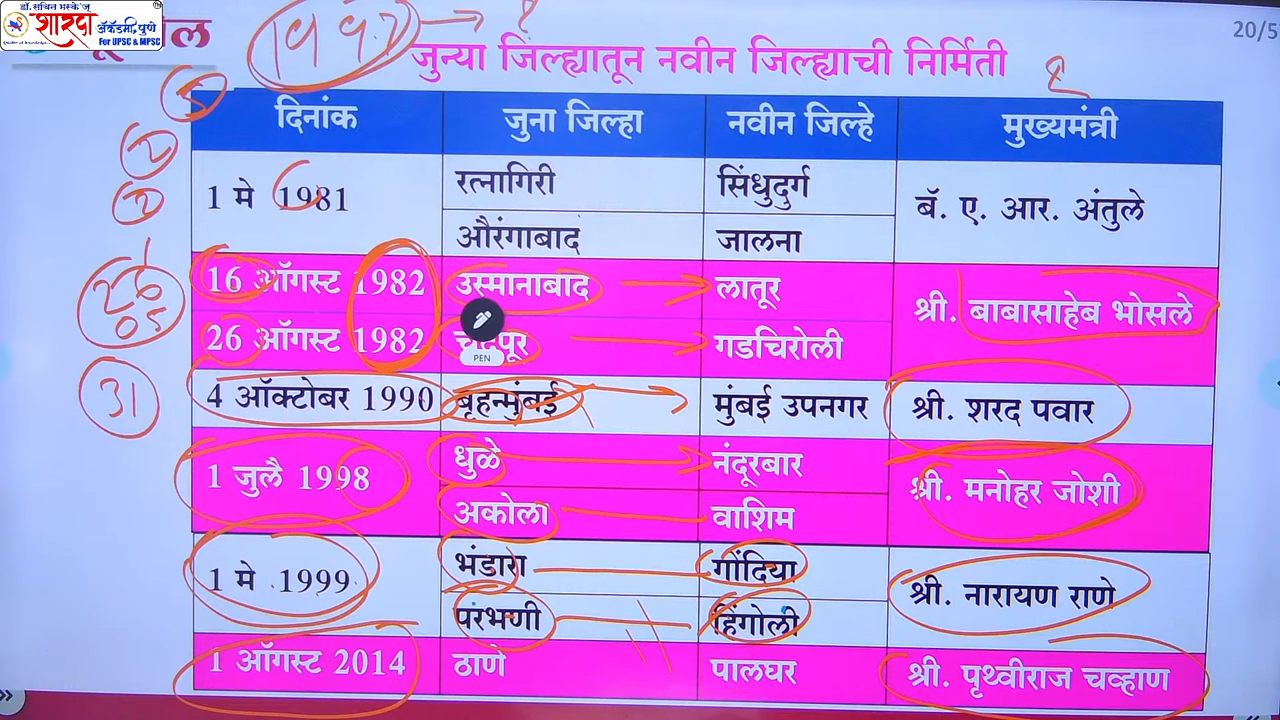 डॉ. सचिन भस्के'ज्
शारदा अ‍ॅकॅडमी, पुणे
For UPSC & MPSC
20/5
जुन्या जिल्ह्यातून नवीन जिल्ह्याची निर्मिती
दिनांक जुना जिल्हा नवीन जिल्हे मुख्यमंत्री
1 मे 1981 रत्नागिरी सिंधुदुर्ग बॅ. ए. आर. अंतुले
औरंगाबाद जालना
16 ऑगस्ट 1982 उस्मानाबाद लातूर श्री. बाबासाहेब भोसले
26 ऑगस्ट 1982 चंद्रपूर गडचिरोली
PEN
31
4 ऑक्टोबर 1990 बृहन्मुंबई मुंबई उपनगर श्री. शरद पवार
1 जुलै 1998 धुळे नंदूरबार श्री. मनोहर जोशी
अकोला वाशिम
1 मे 1999 भंडारा गोंदिया श्री. नारायण राणे
परभणी हिंगोली
1 ऑगस्ट 2014 ठाणे पालघर श्री. पृथ्वीराज चव्हाण